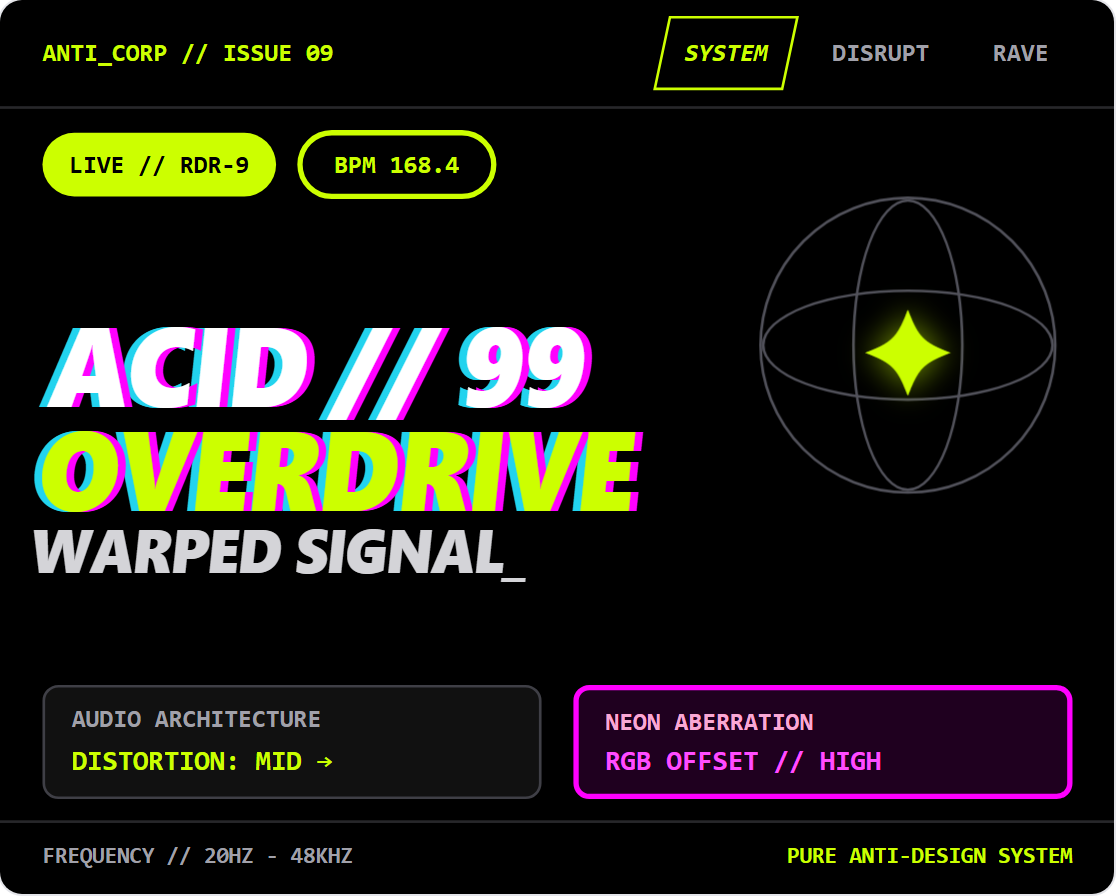 ANTI_CORP // ISSUE 09
SYSTEM
DISRUPT
RAVE
LIVE // RDR-9
BPM 168.4
ACID // 99
OVERDRIVE
WARPED SIGNAL_
AUDIO ARCHITECTURE
DISTORTION: MID →
NEON ABERRATION
RGB OFFSET // HIGH
FREQUENCY // 20HZ - 48KHZ
PURE ANTI-DESIGN SYSTEM